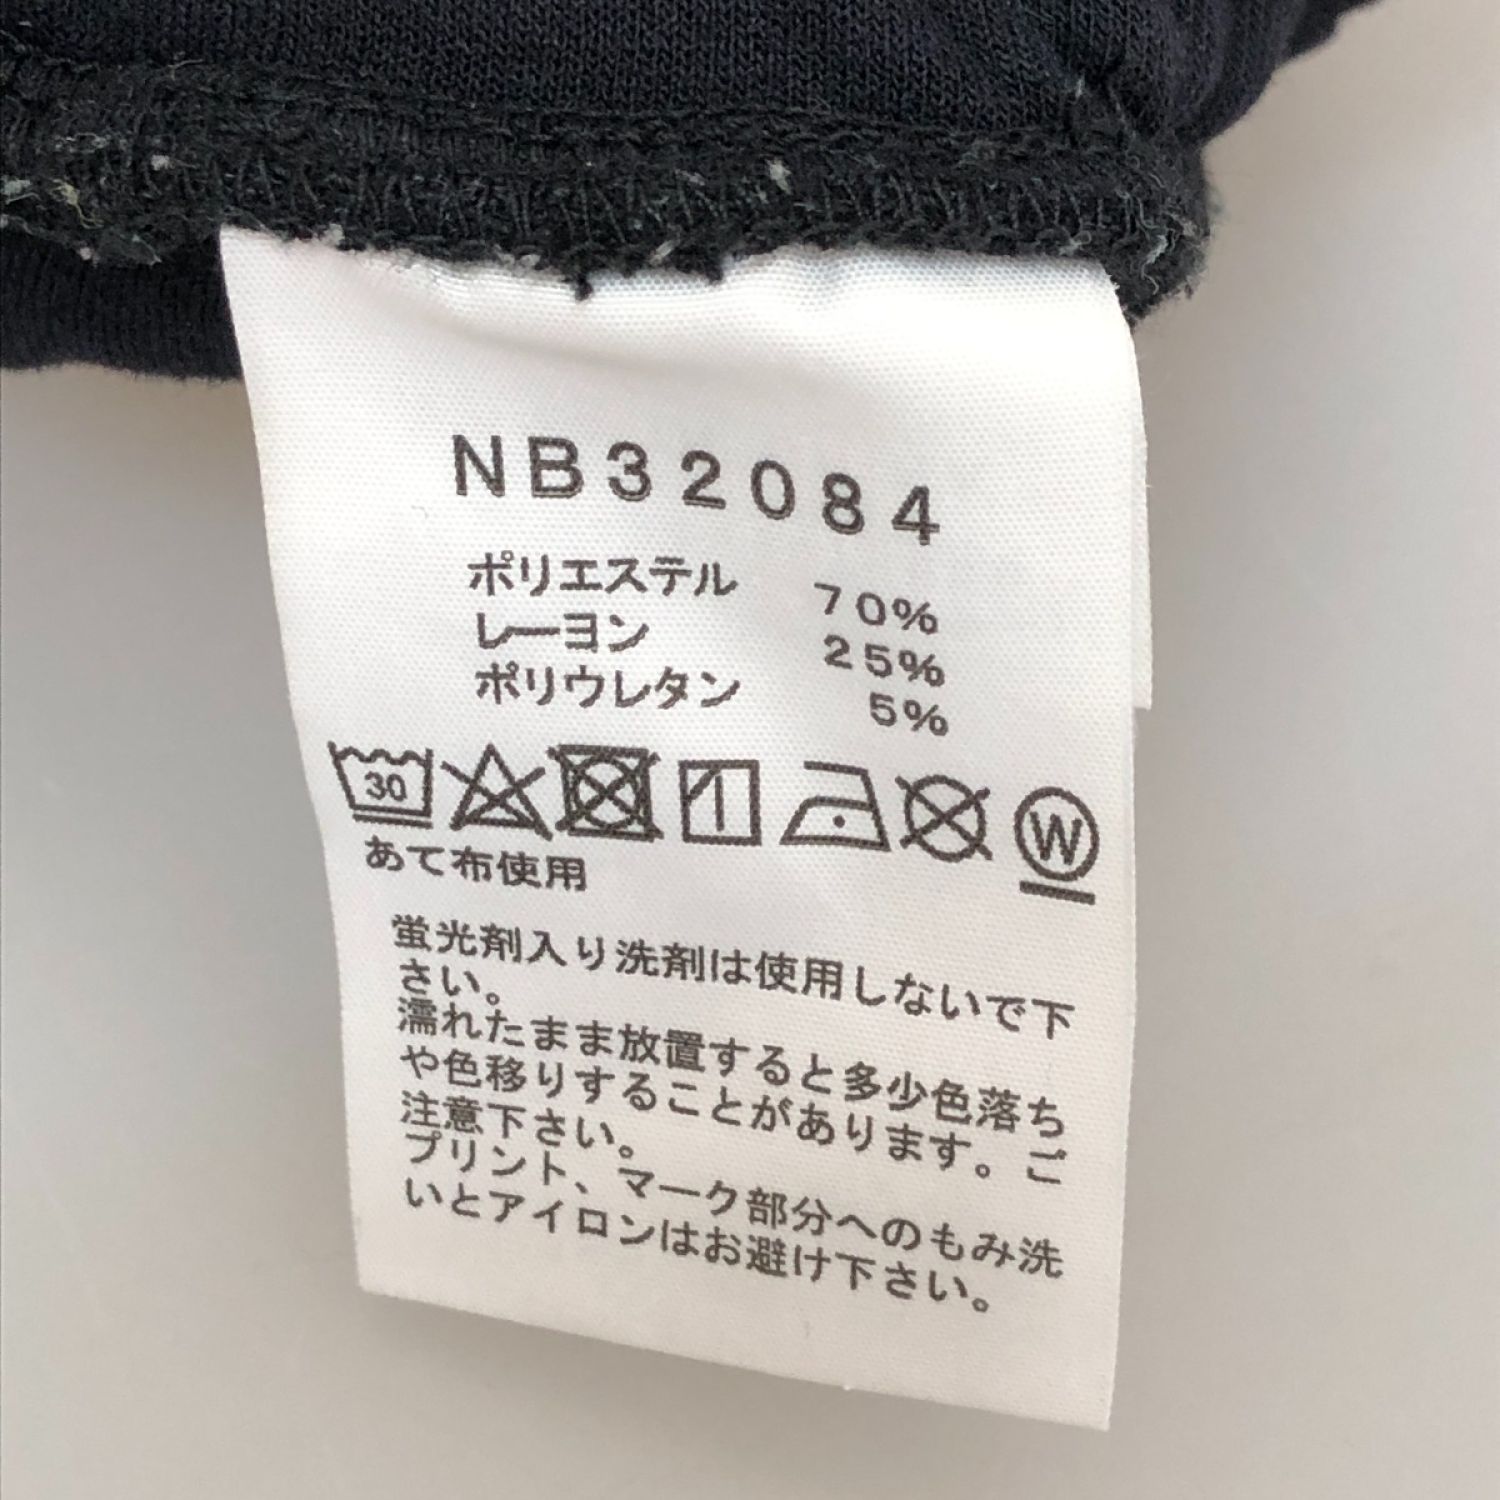 NB32084
ポリエステル 70%
レーヨン 25%
ポリウレタン 5%
30 W
あて布使用
蛍光剤入り洗剤は使用しないで下
さい。
濡れたまま放置すると多少色落ち
や色移りすることがあります。ご
注意下さい。
プリント、マーク部分へのもみ洗
いとアイロンはお避け下さい。